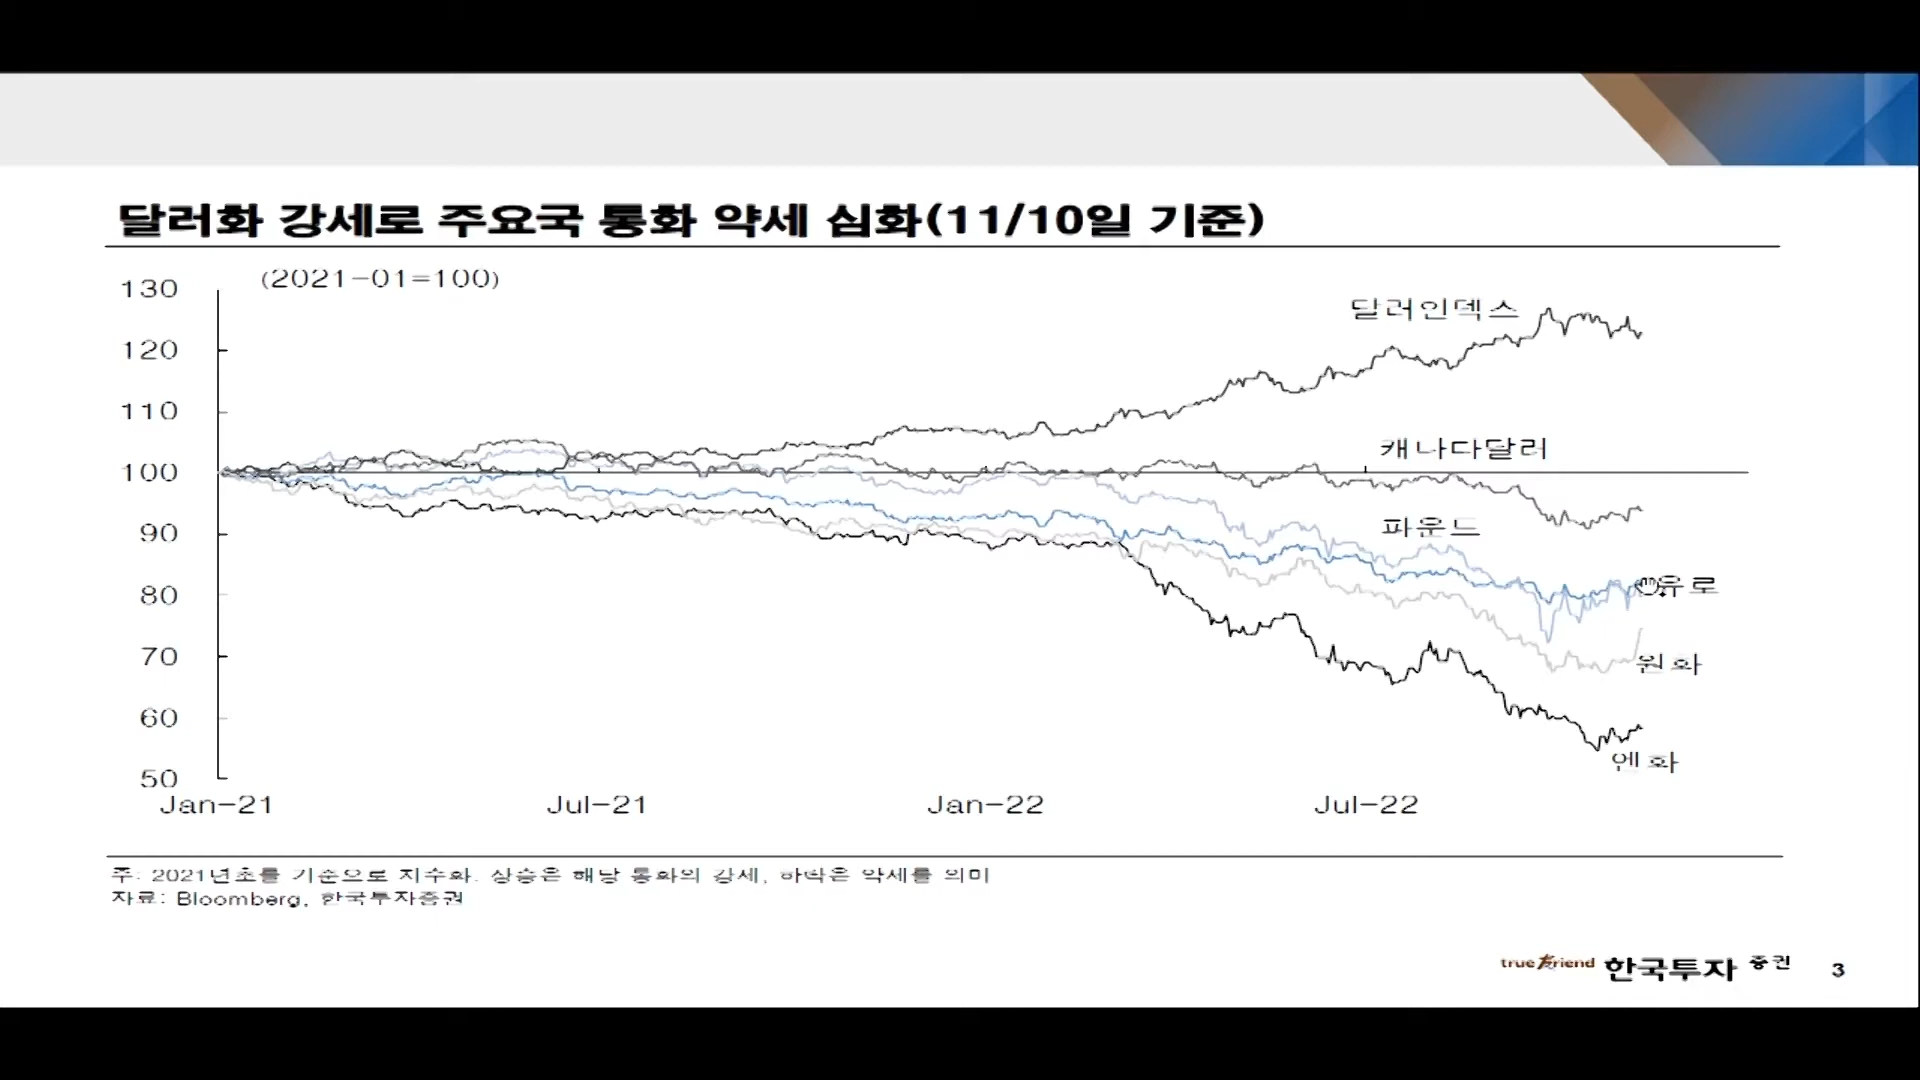 달러화 강세로 주요국 통화 약세 심화(11/10일 기준)
(2021-01=100)
130
120
110
100
90
80
70
60
50
달러인덱스
캐나다달러
파운드
유로
원화
엔화
Jan-21 Jul-21 Jan-22 Jul-22
주: 2021년초를 기준으로 지수화. 상승은 해당 통화의 강세, 하락은 약세를 의미
자료: Bloomberg, 한국투자증권
true friend 한국투자 증권 3